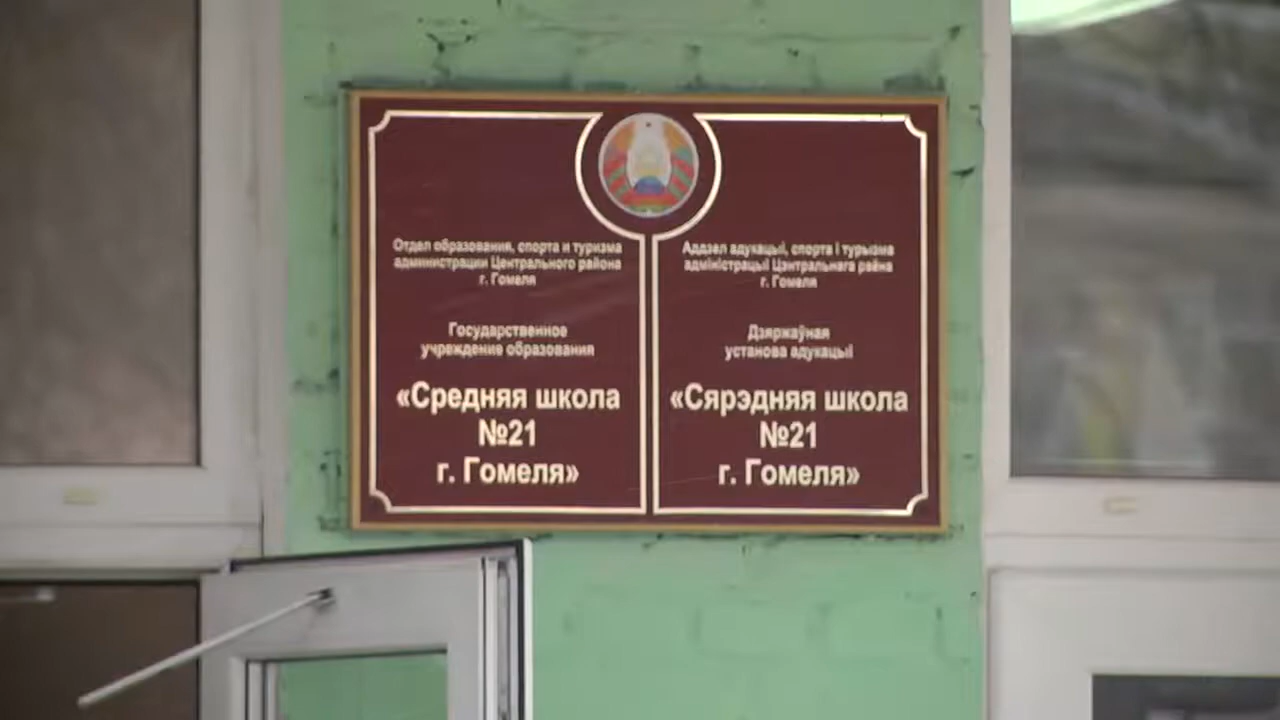 Отдел образования, спорта и туризма
администрации Центрального района
г. Гомеля
Государственное
учреждение образования
«Средняя школа
№21
г. Гомеля»
Аддзел адукацыі, спорта і турызма
адміністрацыі Цэнтральнага раёна
г. Гомеля
Дзяржаўная
установа адукацыі
«Сярэдняя школа
№21
г. Гомеля»